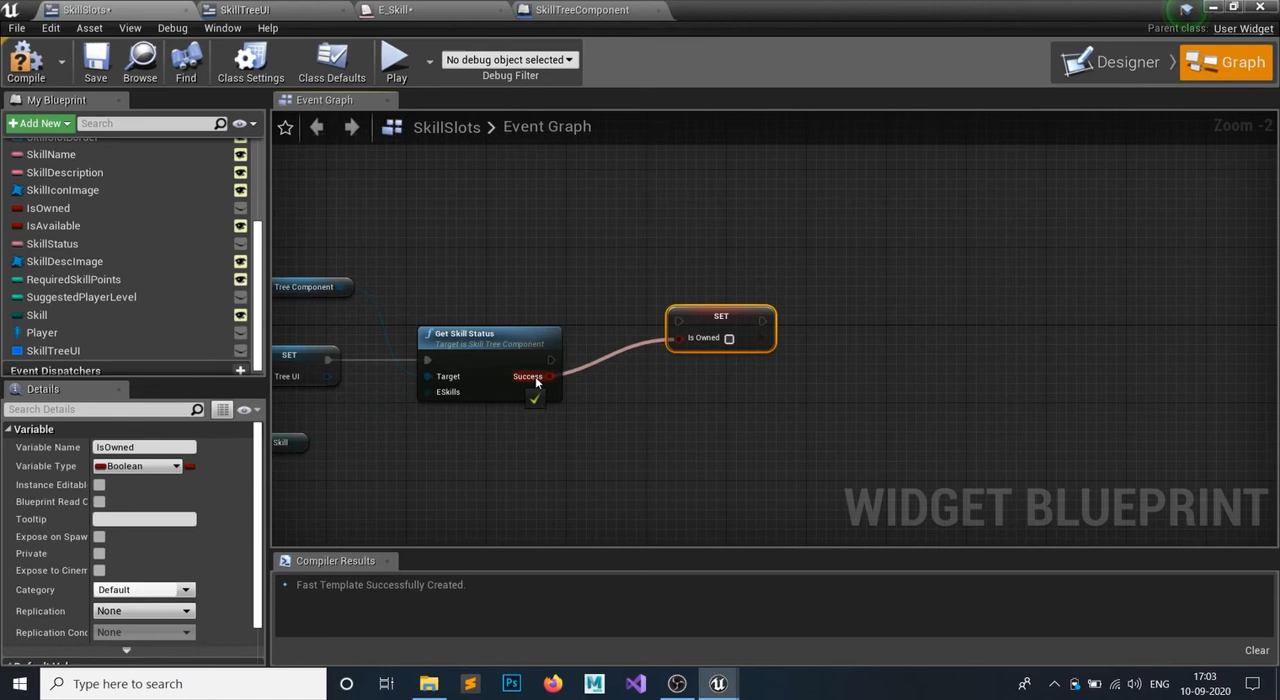 SkillSlots*
SkillTreeUI
E_Skill*
SkillTreeComponent
File Edit Asset View Debug Window Help
Parent class: User Widget
Compile
Save
Browse
Find
Class Settings
Class Defaults
Play
No debug object selected
Debug Filter
Designer
Graph
My Blueprint
Event Graph
Add New
Search
SkillSlots > Event Graph
Zoom -2
SkillSlotBorder
SkillName
SkillDescription
SkillIconImage
IsOwned
IsAvailable
SkillStatus
SkillDescImage
RequiredSkillPoints
SuggestedPlayerLevel
Skill
Player
SkillTreeUI
Event Dispatchers
Tree Component
SET
Tree UI
Skill
Get Skill Status
Target is Skill Tree Component
Target
Success
ESkills
SET
Is Owned
WIDGET BLUEPRINT
Details
Search Details
Variable
Variable Name IsOwned
Variable Type Boolean
Instance Editabl
Blueprint Read C
Tooltip
Expose on Spaw
Private
Expose to Cinem
Category Default
Replication None
Replication Conc None
Compiler Results
Fast Template Successfully Created.
Clear
Type here to search
Ps
M
ENG
17:03
10-09-2020